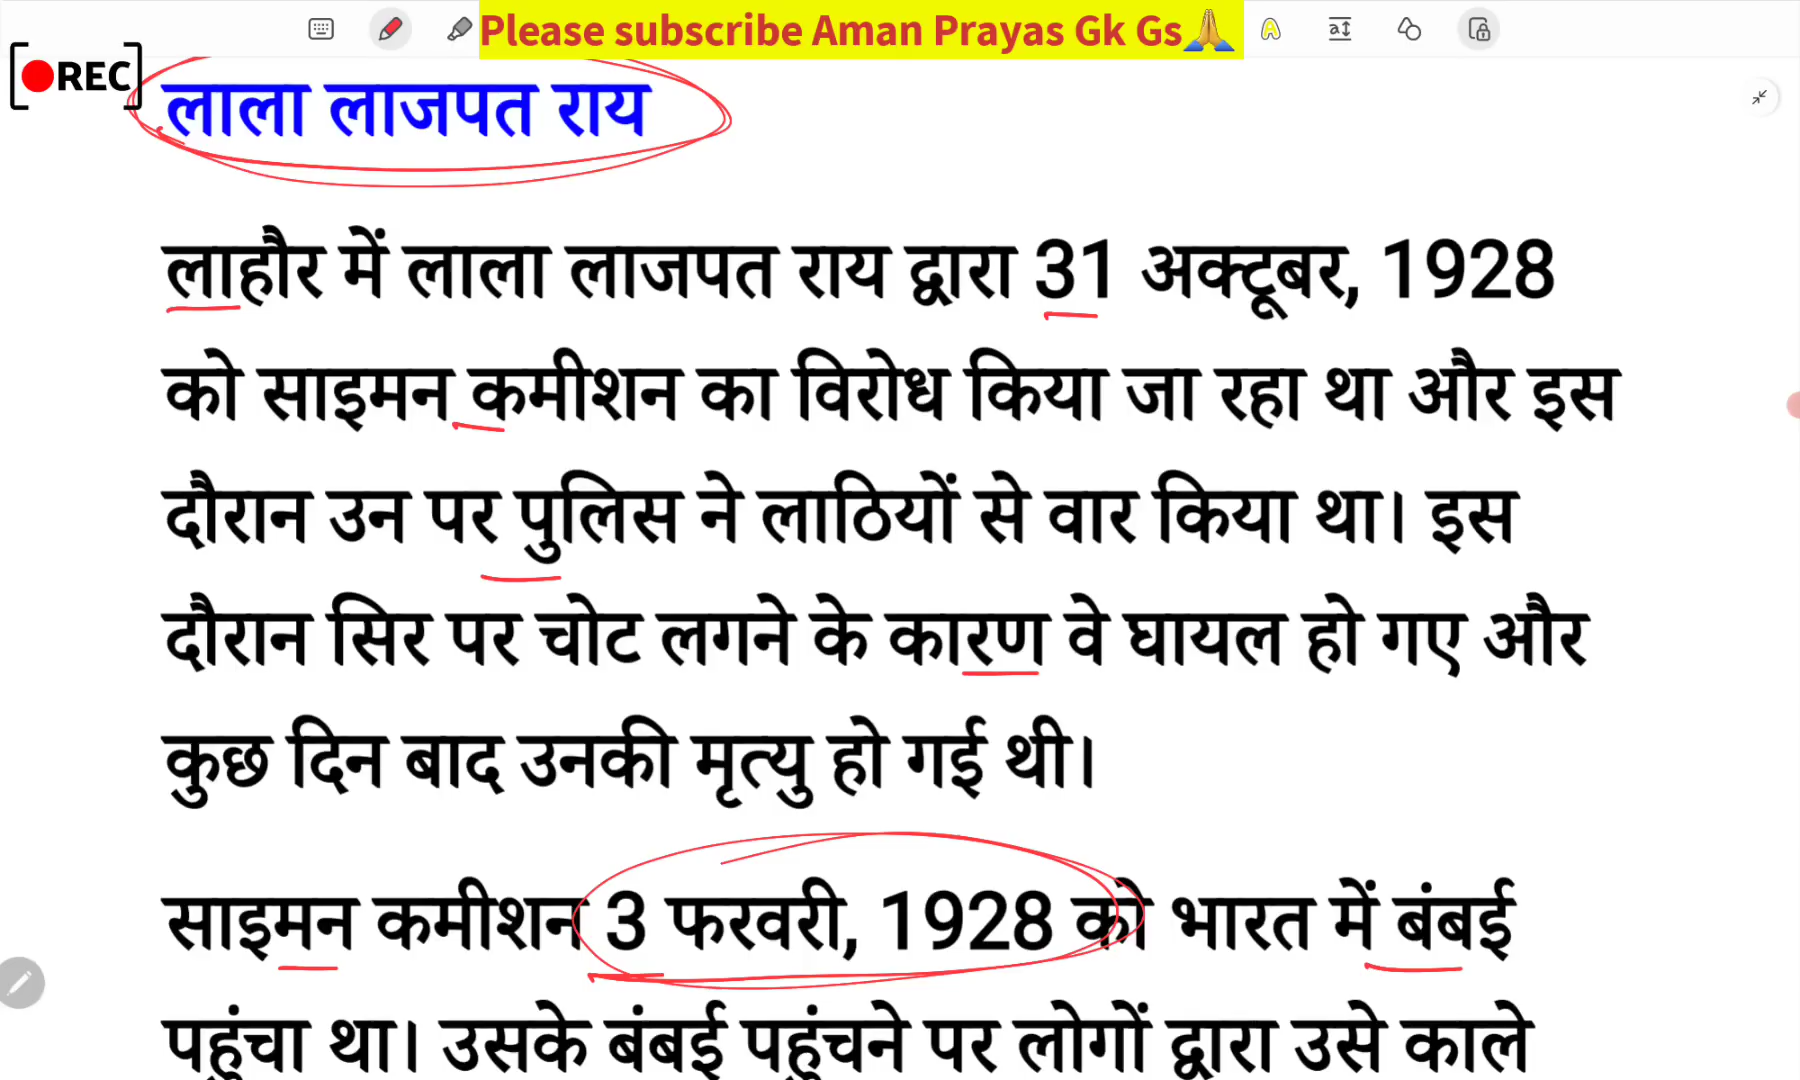 Please subscribe Aman Prayas Gk Gs🙏
REC
लाला लाजपत राय
लाहौर में लाला लाजपत राय द्वारा 31 अक्टूबर, 1928
को साइमन कमीशन का विरोध किया जा रहा था और इस
दौरान उन पर पुलिस ने लाठियों से वार किया था। इस
दौरान सिर पर चोट लगने के कारण वे घायल हो गए और
कुछ दिन बाद उनकी मृत्यु हो गई थी।
साइमन कमीशन 3 फरवरी, 1928 को भारत में बंबई
पहुंचा था। उसके बंबई पहुंचने पर लोगों द्वारा उसे काले